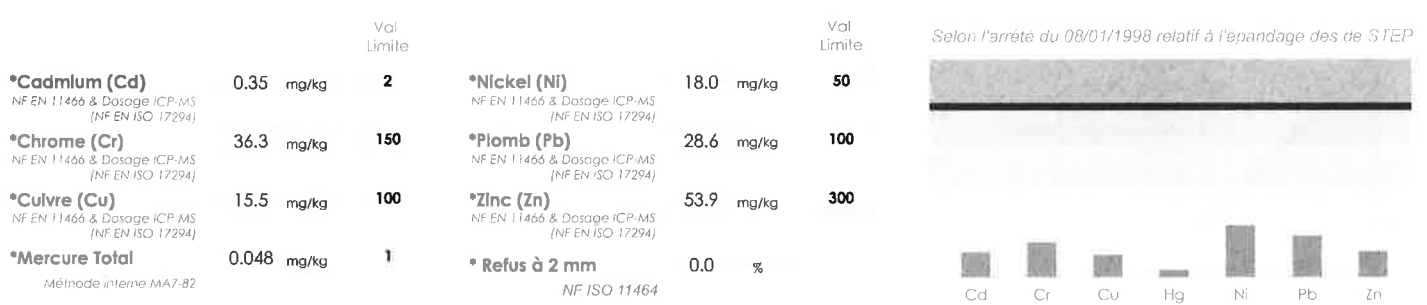 Val
Limite
*Cadmium (Cd) 0.35 mg/kg 2
NF EN 11466 & Dosage ICP-MS
(NF EN ISO 17294)
*Chrome (Cr) 36.3 mg/kg 150
NF EN 11466 & Dosage ICP-MS
(NF EN ISO 17294)
*Cuivre (Cu) 15.5 mg/kg 100
NF EN 11466 & Dosage ICP MS
(NF EN ISO 17294)
*Mercure Total 0.048 mg/kg 1
Méthode interne MA7-82
Val
Limite
*Nickel (Ni) 18.0 mg/kg 50
NF EN 11466 & Dosage ICP-MS
(NF EN ISO 17294)
*Plomb (Pb) 28.6 mg/kg 100
NF EN 11466 & Dosage ICP-MS
(NF EN ISO 17294)
*Zinc (Zn) 53.9 mg/kg 300
NF EN 11466 & Dosage ICP-MS
(NF EN ISO 17294)
* Refus à 2 mm 0.0 %
NF ISO 11464
Selon l'arrété du 08/01/1998 relatif à l'épandage des de STEP
Cd Cr Cu Hg Ni Pb Zn